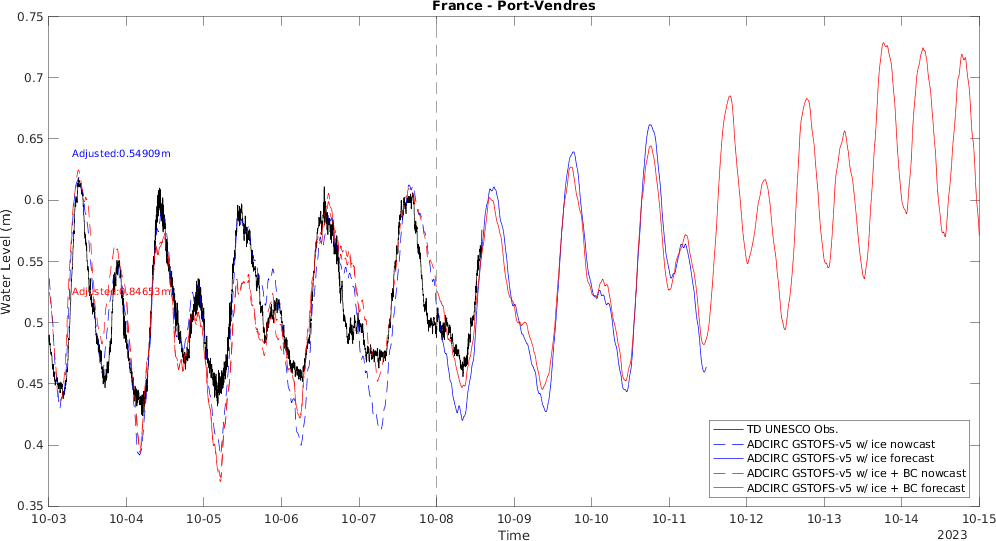 France - Port-Vendres
0.75
0.7
0.65
0.6
0.55
0.5
0.45
0.4
0.35
Water Level (m)
Adjusted:0.54909m
Adjusted:0.84653m
TD UNESCO Obs.
ADCIRC GSTOFS-v5 w/ ice nowcast
ADCIRC GSTOFS-v5 w/ ice forecast
ADCIRC GSTOFS-v5 w/ ice + BC nowcast
ADCIRC GSTOFS-v5 w/ ice + BC forecast
10-03 10-04 10-05 10-06 10-07 10-08 10-09 10-10 10-11 10-12 10-13 10-14 10-15
Time
2023